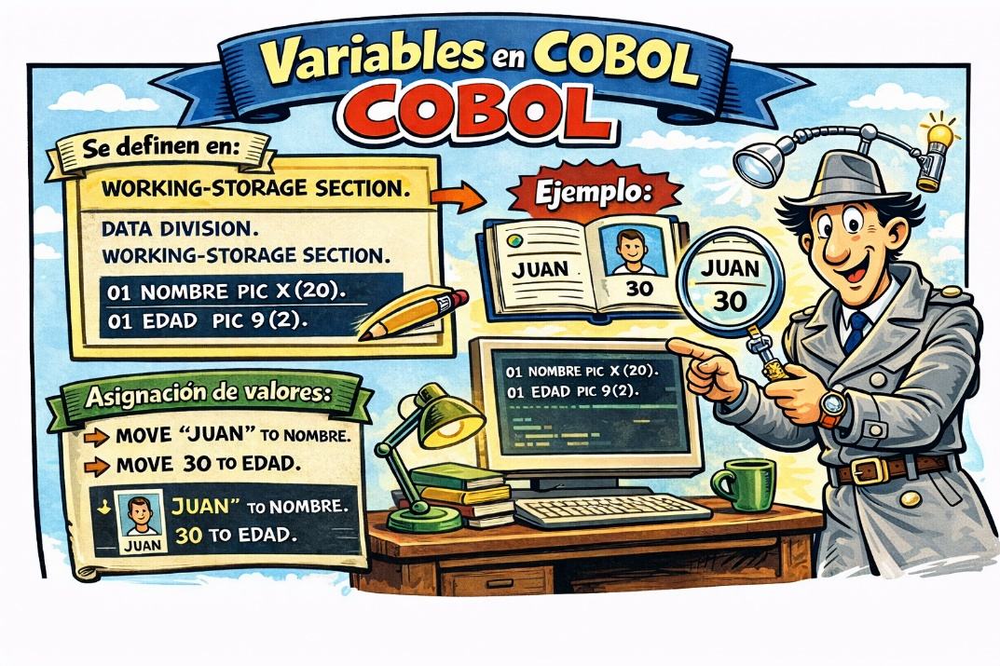 Variables en COBOL
COBOL
Se definen en:
WORKING-STORAGE SECTION.
DATA DIVISION.
WORKING-STORAGE SECTION.
01 NOMBRE PIC X(20).
01 EDAD PIC 9(2).
Asignación de valores:
MOVE "JUAN" TO NOMBRE.
MOVE 30 TO EDAD.
JUAN
JUAN" TO NOMBRE.
30 TO EDAD.
Ejemplo:
JUAN
30
JUAN
30
01 NOMBRE PIC X(20).
01 EDAD PIC 9(2).